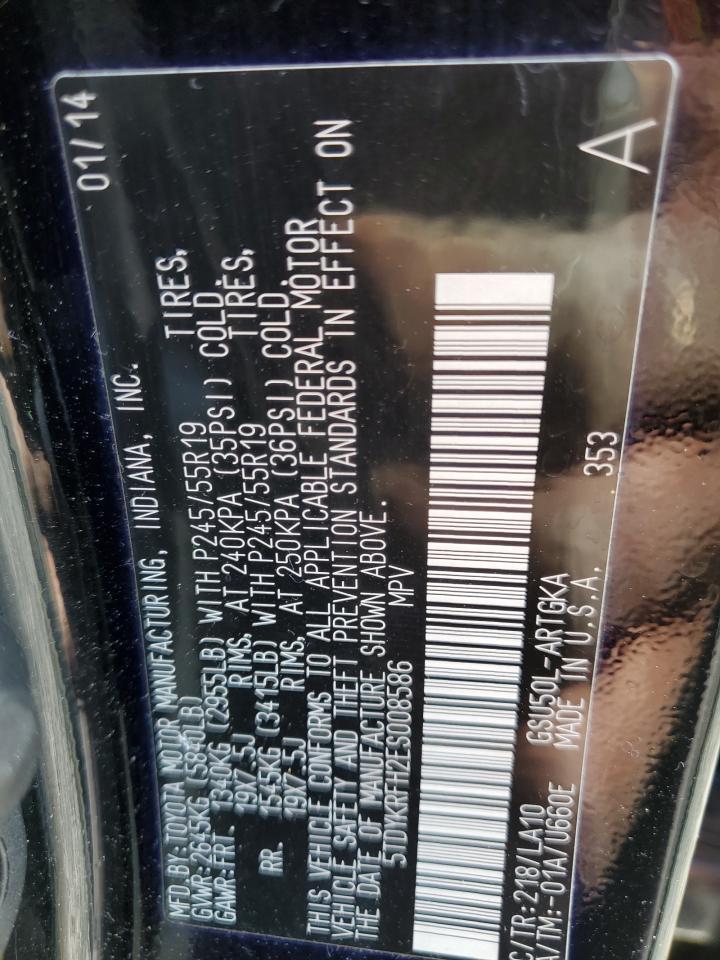 MFD.BY:TOYOTA MOTOR MANUFACTURING, INDIANA, INC. 01/14
GVWR:2645KG (5840LB)
GAWR:FRT. 1340KG (2955LB) WITH P245/55R19 TIRES,
19X7.5J RIMS, AT 240KPA (35PSI) COLD
RR. 1545KG (3415LB) WITH P245/55R19 TIRES,
19X7.5J RIMS, AT 250KPA (36PSI) COLD.
THIS VEHICLE CONFORMS TO ALL APPLICABLE FEDERAL MOTOR
VEHICLE SAFETY AND THEFT PREVENTION STANDARDS IN EFFECT ON
THE DATE OF MANUFACTURE SHOWN ABOVE.
5TDYKRFH2ES008586 MPV
C/TR:218/LA10 GSU50L-ARTGKA 353
A/TM:-01A/U660E MADE IN U.S.A. A